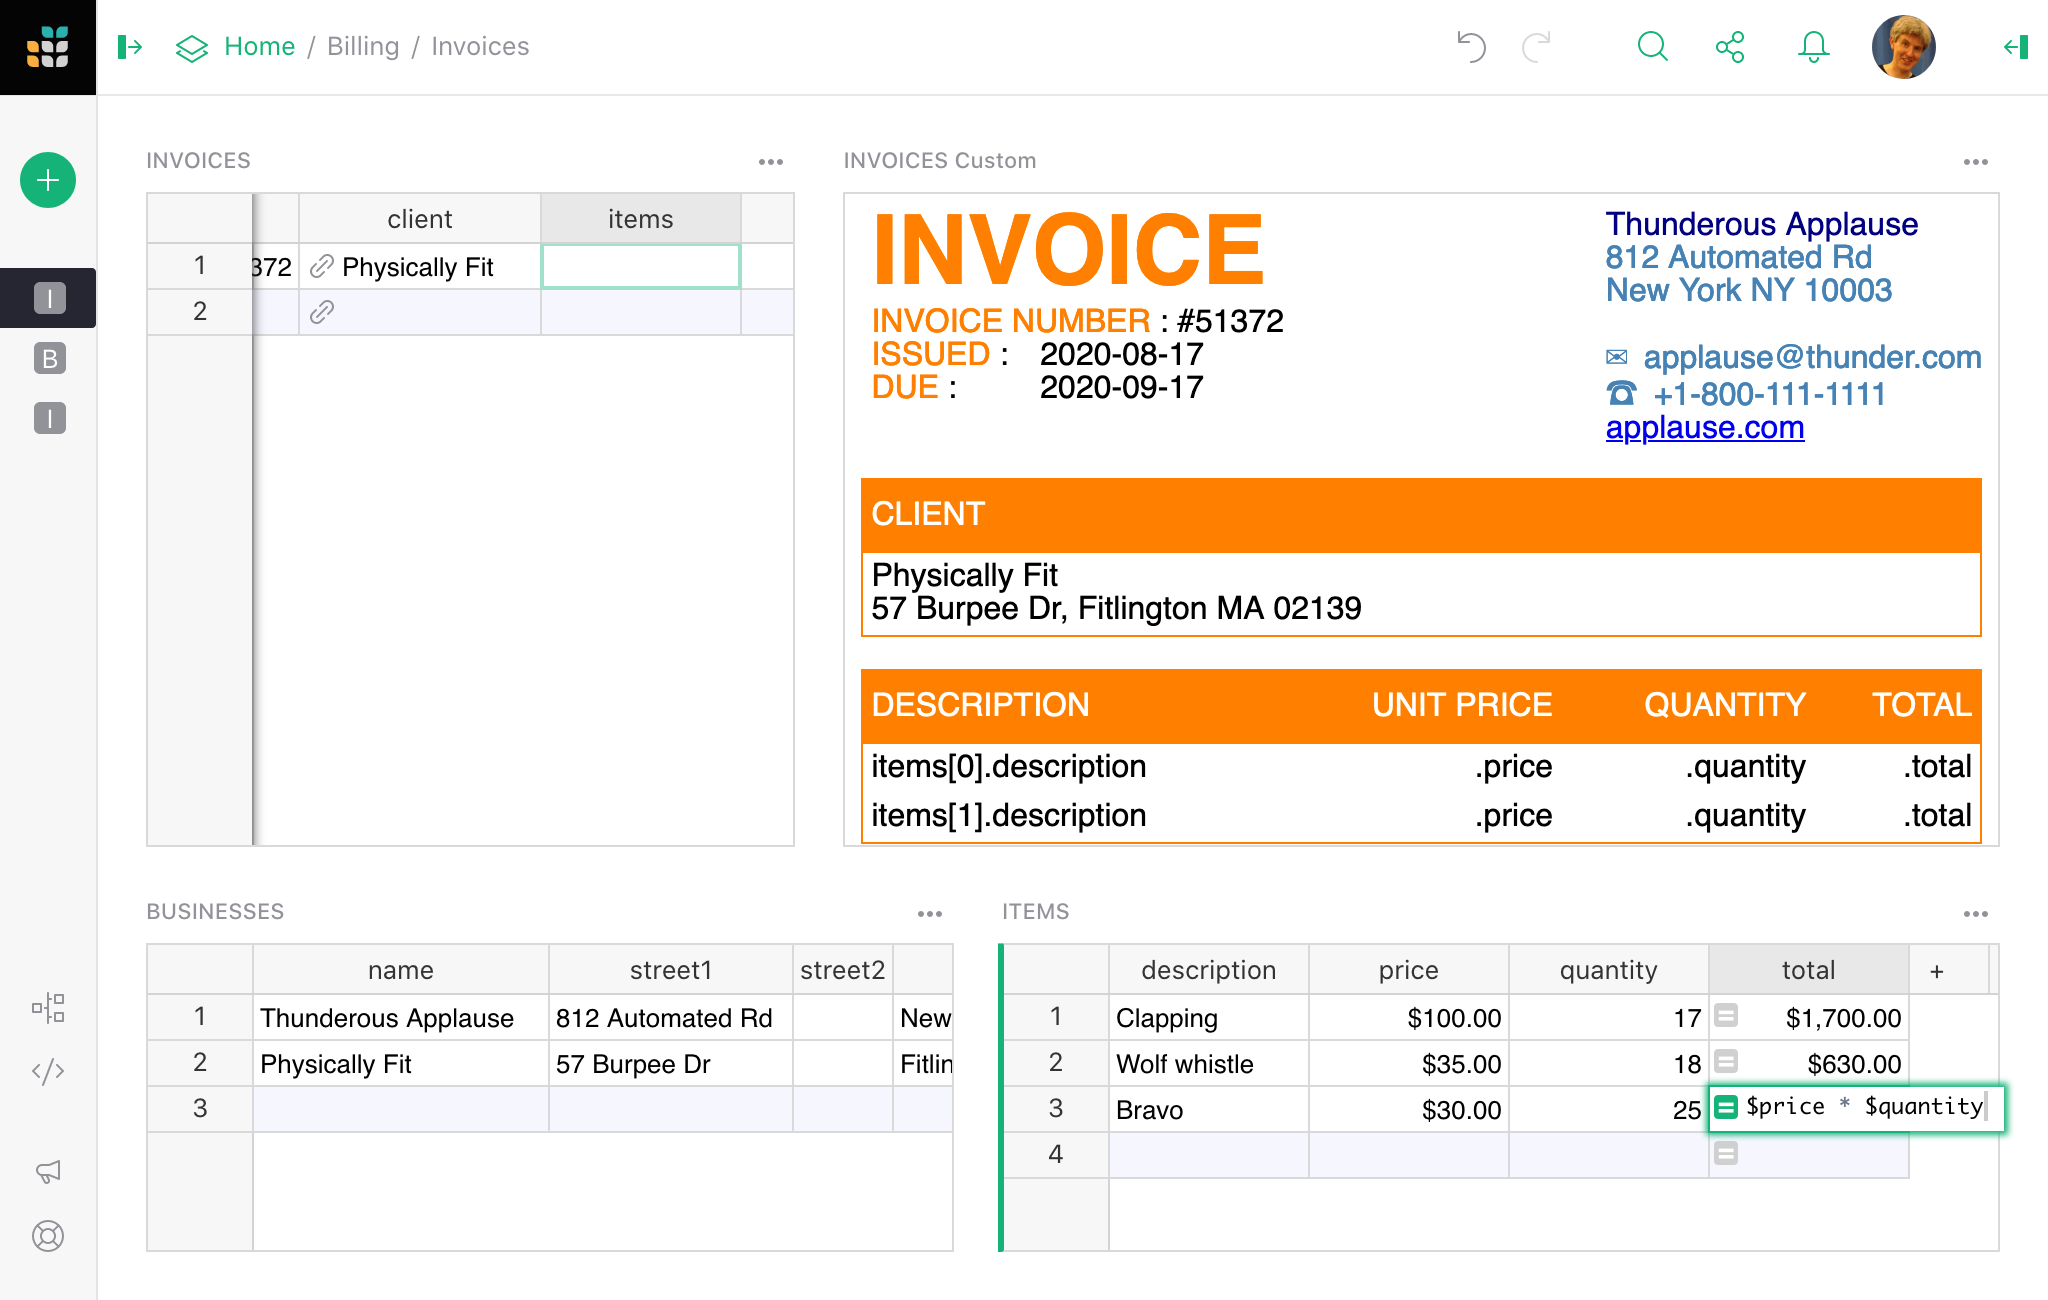 Home / Billing / Invoices
I
B
I
INVOICES
client items
1 372 Physically Fit
2
INVOICES Custom
INVOICE
INVOICE NUMBER : #51372
ISSUED : 2020-08-17
DUE : 2020-09-17
Thunderous Applause
812 Automated Rd
New York NY 10003
applause@thunder.com
+1-800-111-1111
applause.com
CLIENT
Physically Fit
57 Burpee Dr, Fitlington MA 02139
DESCRIPTION UNIT PRICE QUANTITY TOTAL
items[0].description .price .quantity .total
items[1].description .price .quantity .total
BUSINESSES
name street1 street2
1 Thunderous Applause 812 Automated Rd New
2 Physically Fit 57 Burpee Dr Fitlin
3
ITEMS
description price quantity total +
1 Clapping $100.00 17 = $1,700.00
2 Wolf whistle $35.00 18 = $630.00
3 Bravo $30.00 25 = $price * $quantity
4 =